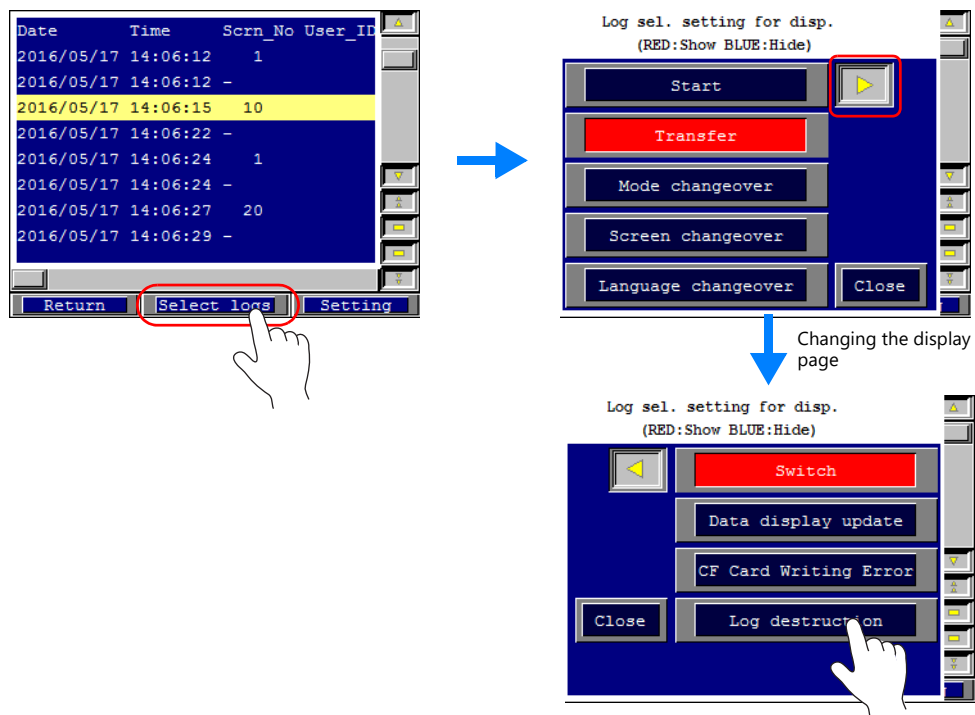 Date Time Scrn_No User_ID
2016/05/17 14:06:12 1
2016/05/17 14:06:12 –
2016/05/17 14:06:15 10
2016/05/17 14:06:22 –
2016/05/17 14:06:24 1
2016/05/17 14:06:24 –
2016/05/17 14:06:27 20
2016/05/17 14:06:29 –
Return Select logs Setting
Log sel. setting for disp.
(RED:Show BLUE:Hide)
Start
Transfer
Mode changeover
Screen changeover
Language changeover Close
Changing the display
page
Log sel. setting for disp.
(RED:Show BLUE:Hide)
Switch
Data display update
CF Card Writing Error
Close Log destruction